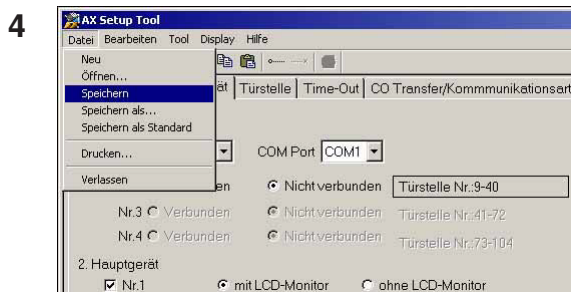 4
AX Setup Tool
Datei Bearbeiten Tool Display Hilfe
Neu
Öffnen...
Speichern
Speichern als...
Speichern als Standard
Drucken...
Verlassen
ät Türstelle Time-Out CO Transfer/Kommmunikationsart
COM Port COM1
en Nicht verbunden Türstelle Nr.:9-40
Nr.3 Verbunden Nicht verbunden Türstelle Nr.:41-72
Nr.4 Verbunden Nicht verbunden Türstelle Nr.:73-104
2. Hauptgerät
Nr.1 mit LCD-Monitor ohne LCD-Monitor